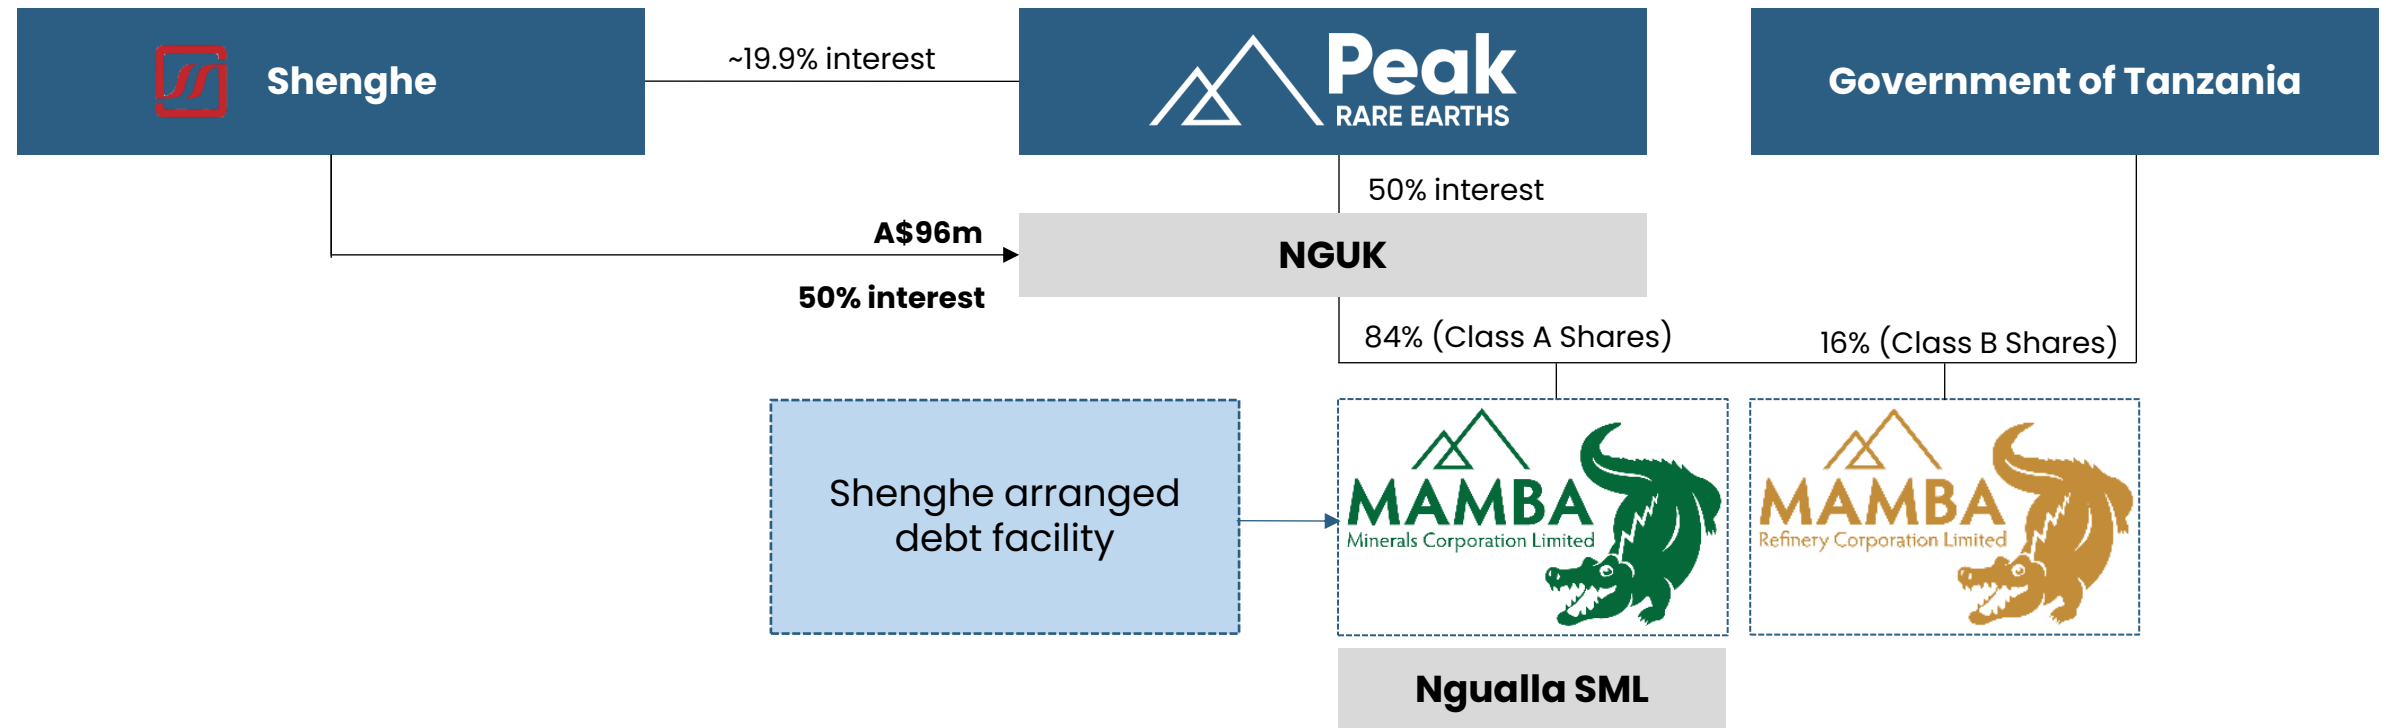 Shenghe
~19.9% interest
Peak
RARE EARTHS
Government of Tanzania
50% interest
A$96m
50% interest
NGUK
84% (Class A Shares)
16% (Class B Shares)
Shenghe arranged
debt facility
MAMBA
Minerals Corporation Limited
MAMBA
Refinery Corporation Limited
Ngualla SML